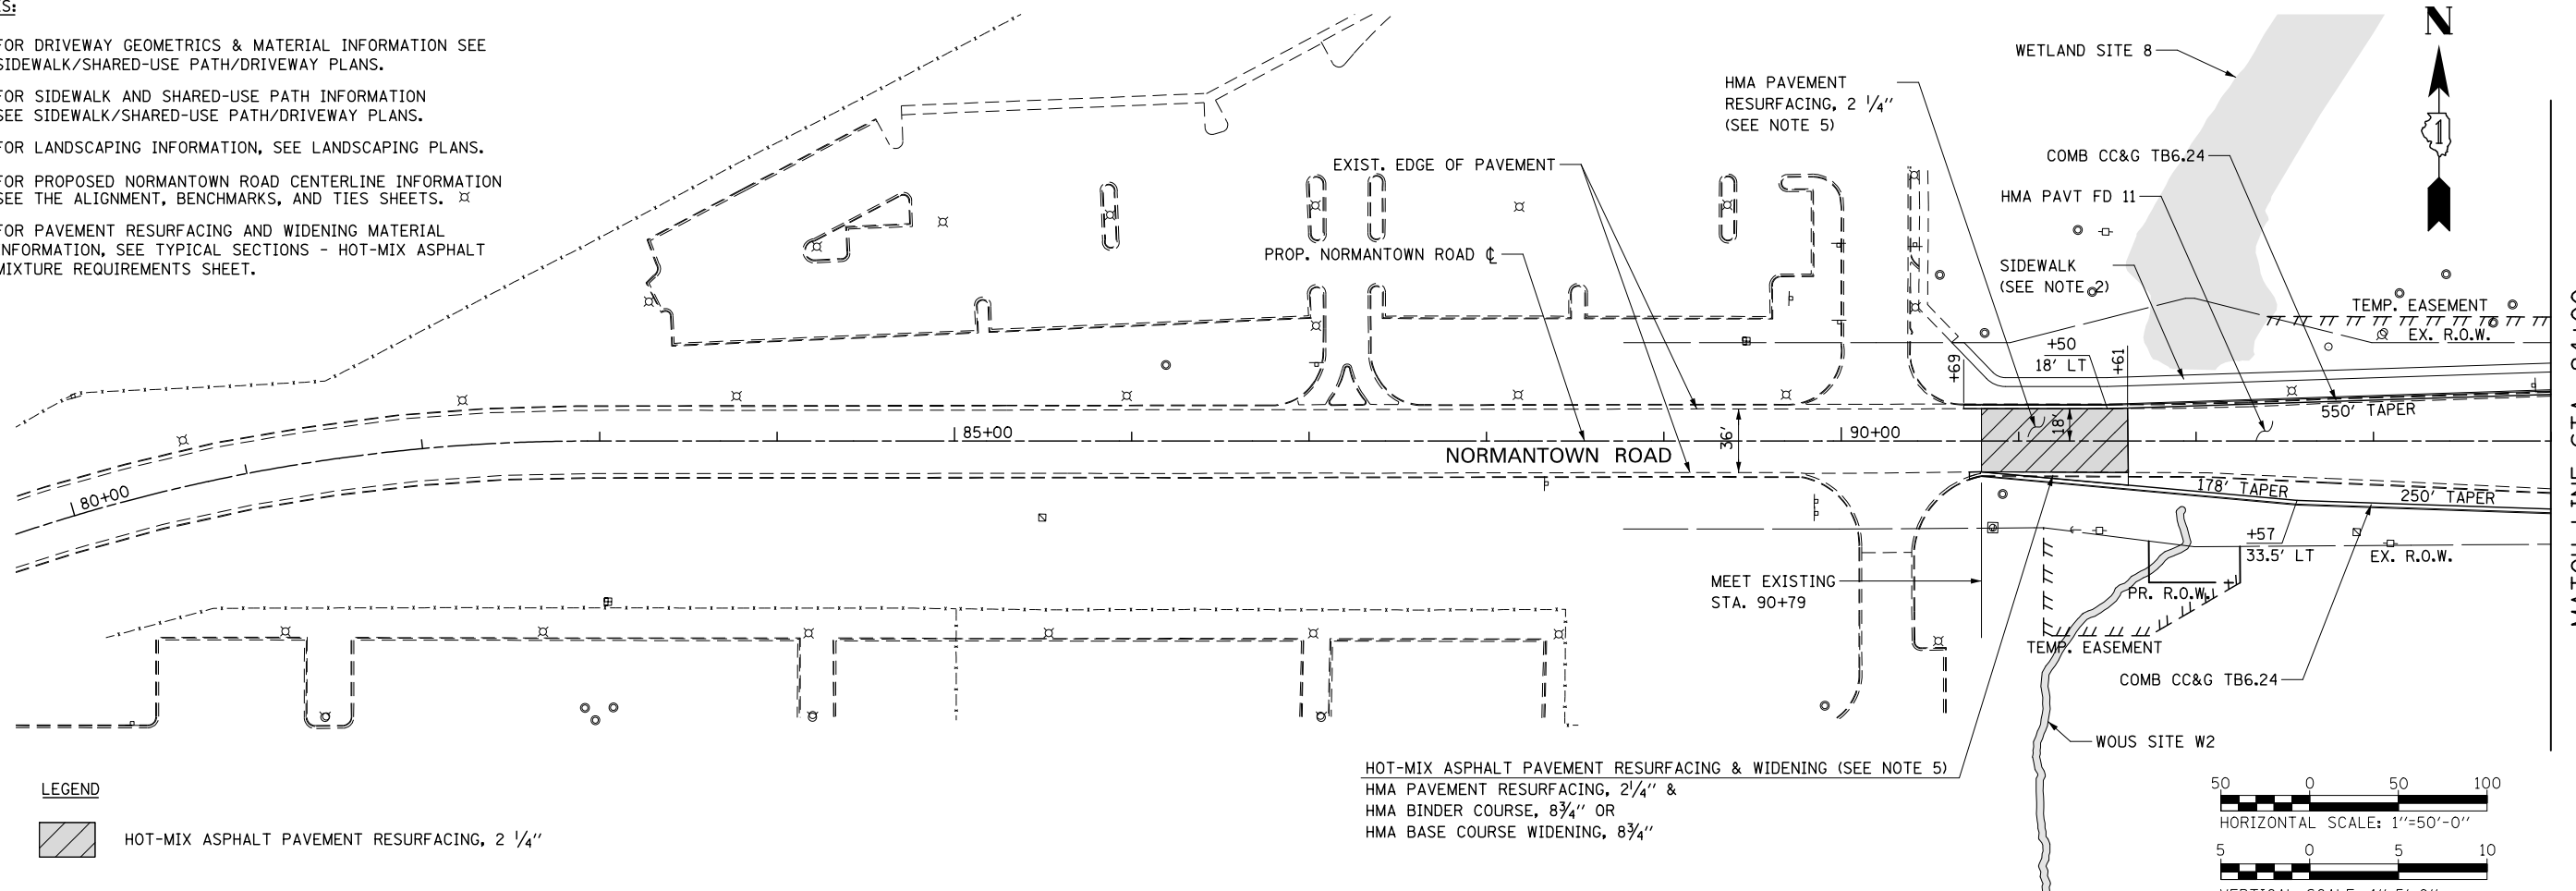 FOR DRIVEWAY GEOMETRICS & MATERIAL INFORMATION SEE
SIDEWALK/SHARED-USE PATH/DRIVEWAY PLANS.
FOR SIDEWALK AND SHARED-USE PATH INFORMATION
SEE SIDEWALK/SHARED-USE PATH/DRIVEWAY PLANS.
FOR LANDSCAPING INFORMATION, SEE LANDSCAPING PLANS.
FOR PROPOSED NORMANTOWN ROAD CENTERLINE INFORMATION
SEE THE ALIGNMENT, BENCHMARKS, AND TIES SHEETS.
FOR PAVEMENT RESURFACING AND WIDENING MATERIAL
INFORMATION, SEE TYPICAL SECTIONS - HOT-MIX ASPHALT
MIXTURE REQUIREMENTS SHEET.
N
1
WETLAND SITE 8
HMA PAVEMENT
RESURFACING, 2 1/4"
(SEE NOTE 5)
COMB CC&G TB6.24
HMA PAVT FD 11
SIDEWALK
(SEE NOTE 2)
EXIST. EDGE OF PAVEMENT
PROP. NORMANTOWN ROAD ℄
TEMP. EASEMENT
EX. R.O.W.
+69
+50
18' LT
+61
550' TAPER
80+00
85+00
90+00
36'
18'
NORMANTOWN ROAD
178' TAPER
250' TAPER
+57
33.5' LT
EX. R.O.W.
MEET EXISTING
STA. 90+79
PR. R.O.W.
TEMP. EASEMENT
COMB CC&G TB6.24
WOUS SITE W2
HOT-MIX ASPHALT PAVEMENT RESURFACING & WIDENING (SEE NOTE 5)
HMA PAVEMENT RESURFACING, 2 1/4" &
HMA BINDER COURSE, 8 3/4" OR
HMA BASE COURSE WIDENING, 8 3/4"
LEGEND
HOT-MIX ASPHALT PAVEMENT RESURFACING, 2 1/4"
50 0 50 100
HORIZONTAL SCALE: 1"=50'-0"
5 0 5 10